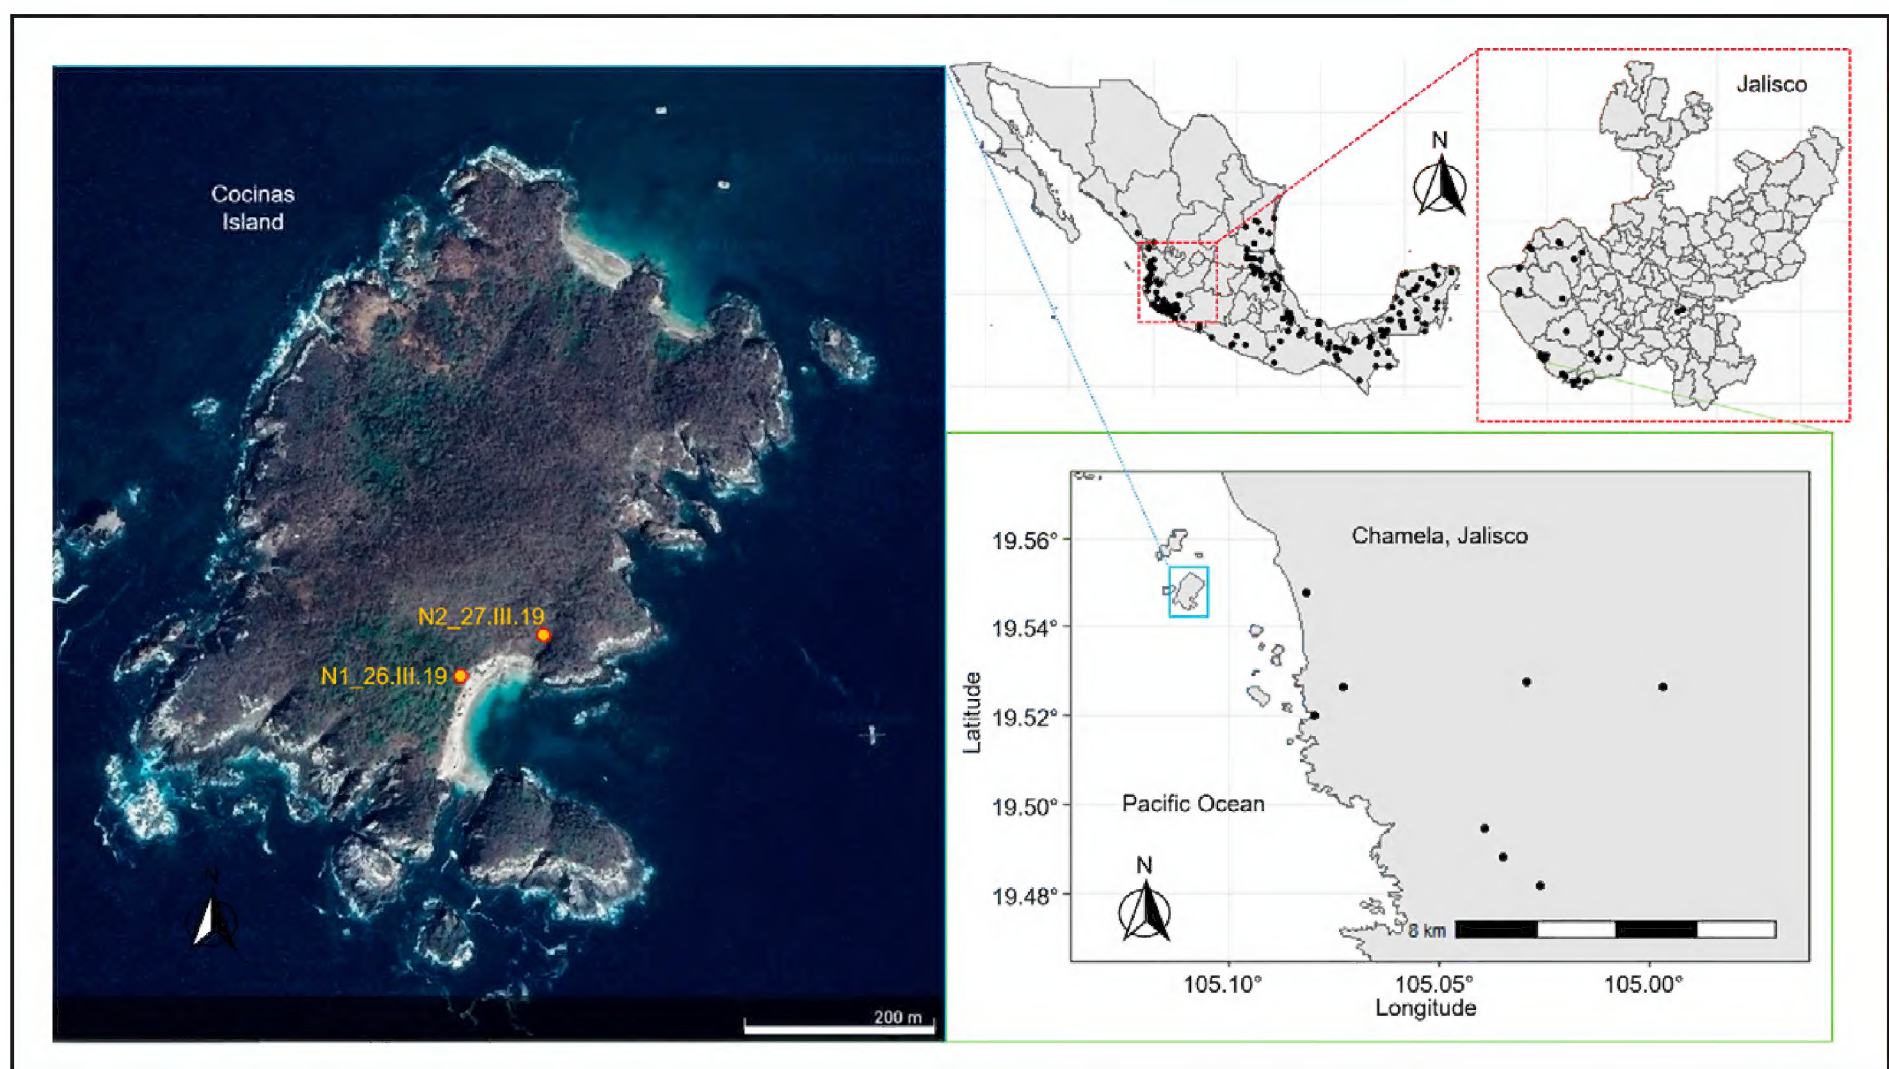 Cocinas
Island
N2_27.III.19
N1_26.III.19
N
200 m
N
Jalisco
Chamela, Jalisco
19.56°
19.54°
19.52°
19.50°
19.48°
Latitude
Pacific Ocean
N
8 km
105.10°
105.05°
105.00°
Longitude